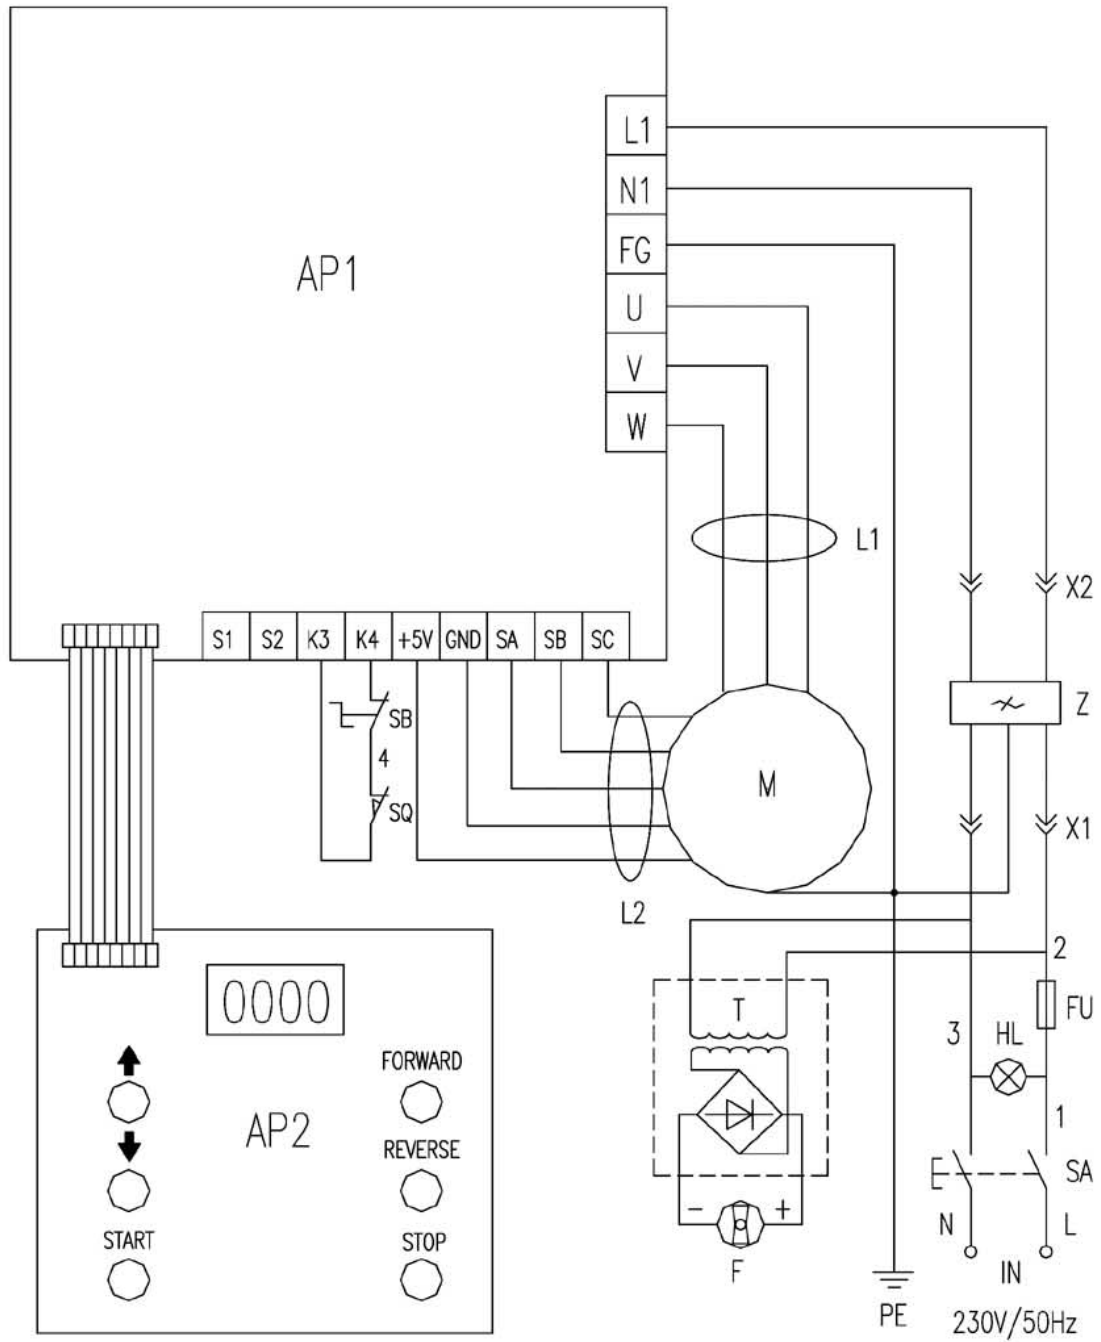 L1
N1
FG
AP1
U
V
W
L1
X2
S1 S2 K3 K4 +5V GND SA SB SC
Z
SB
4
M
SQ
X1
L2
2
0000
T
FU
3 HL
FORWARD
AP2
1
REVERSE
SA
START STOP
- +
N L
F
IN
PE
230V/50Hz